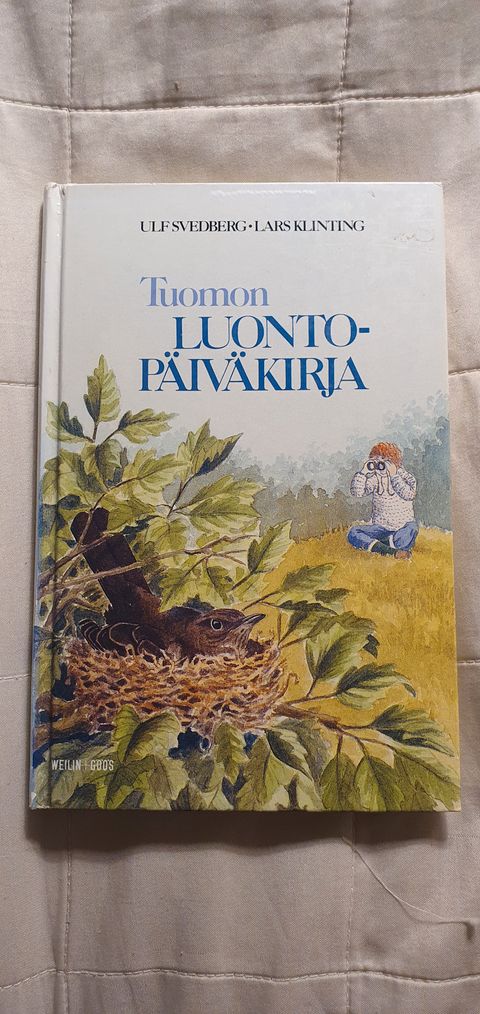 ULF SVEDBERG • LARS KLINTING
Tuomon
LUONTO-
PÄIVÄKIRJA
WEILIN+GÖÖS